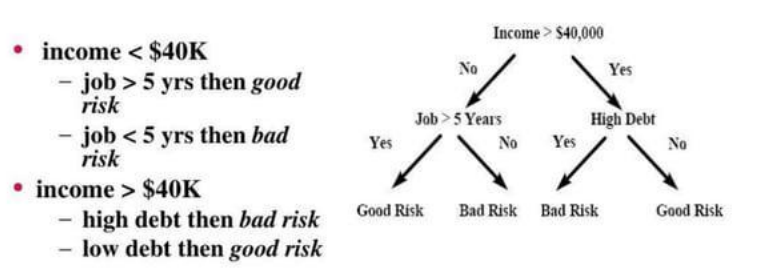 • income < $40K
– job > 5 yrs then good
risk
– job < 5 yrs then bad
risk
• income > $40K
– high debt then bad risk
– low debt then good risk
Income > $40,000
No
Yes
Job > 5 Years
High Debt
Yes
No
Yes
No
Good Risk
Bad Risk
Bad Risk
Good Risk